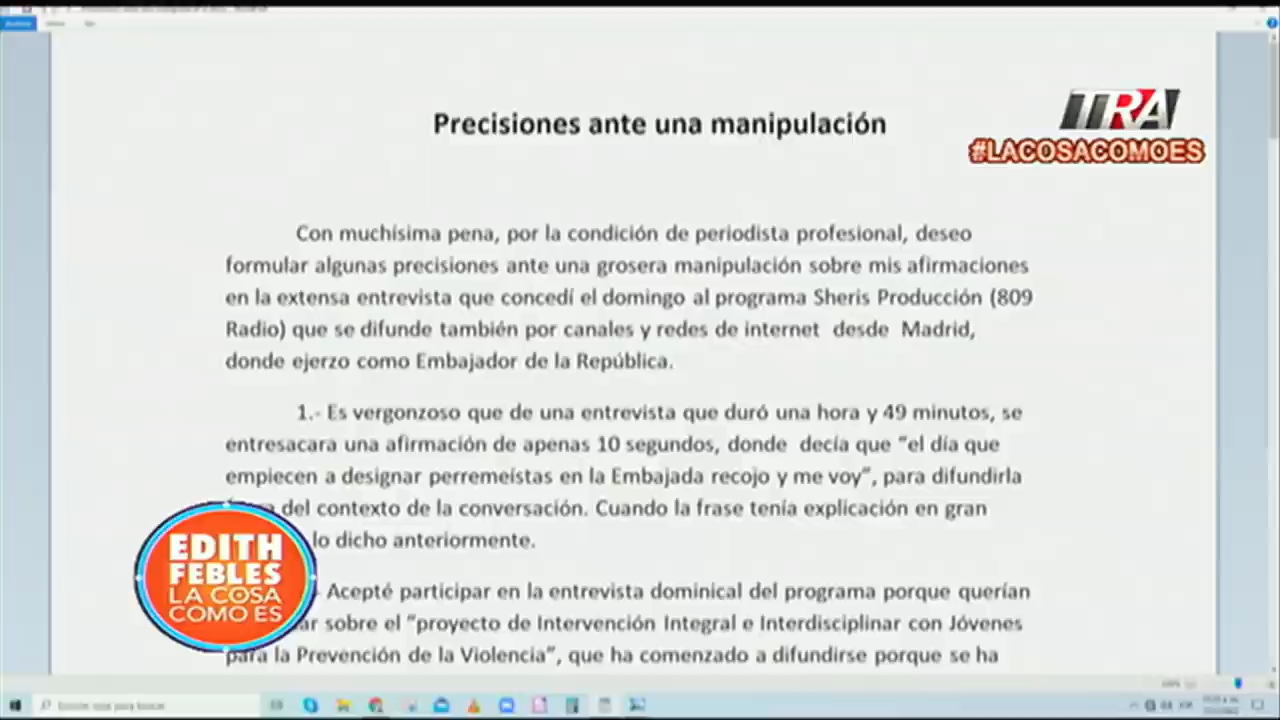 Precisiones ante una manipulación
TRA
#LACOSACOMOES
Con muchísima pena, por la condición de periodista profesional, deseo
formular algunas precisiones ante una grosera manipulación sobre mis afirmaciones
en la extensa entrevista que concedí el domingo al programa Sheris Producción (809
Radio) que se difunde también por canales y redes de internet desde Madrid,
donde ejerzo como Embajador de la República.
1.- Es vergonzoso que de una entrevista que duró una hora y 49 minutos, se
entresacara una afirmación de apenas 10 segundos, donde decía que “el día que
empiecen a designar perremeístas en la Embajada recojo y me voy”, para difundirla
del contexto de la conversación. Cuando la frase tenía explicación en gran
lo dicho anteriormente.
Acepté participar en la entrevista dominical del programa porque querían
sobre el “proyecto de Intervención Integral e Interdisciplinar con Jóvenes
para la Prevención de la Violencia”, que ha comenzado a difundirse porque se ha
EDITH
FEBLES
LA COSA
COMO ES